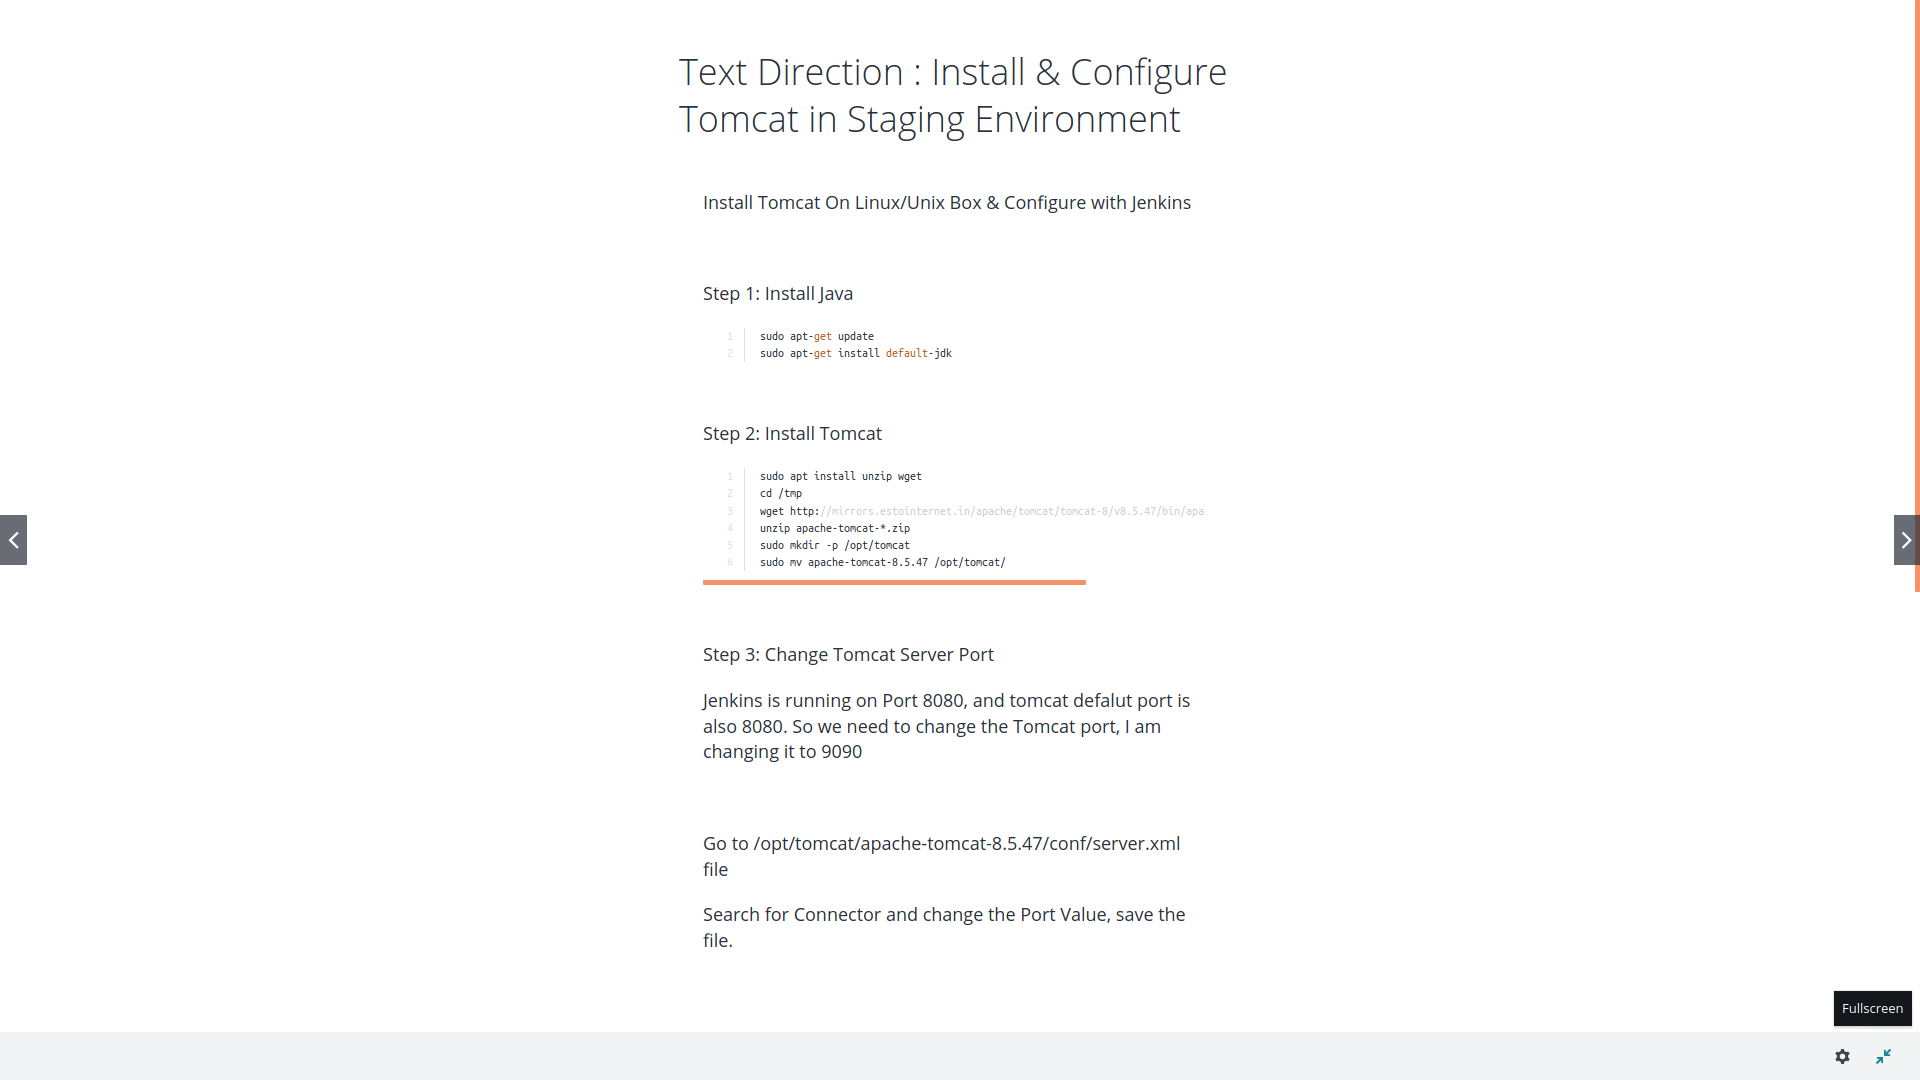 Text Direction : Install & Configure
Tomcat in Staging Environment
Install Tomcat On Linux/Unix Box & Configure with Jenkins
Step 1: Install Java
1 sudo apt-get update
2 sudo apt-get install default-jdk
Step 2: Install Tomcat
1 sudo apt install unzip wget
2 cd /tmp
3 wget http://mirrors.estointernet.in/apache/tomcat/tomcat-8/v8.5.47/bin/apa
4 unzip apache-tomcat-*.zip
5 sudo mkdir -p /opt/tomcat
6 sudo mv apache-tomcat-8.5.47 /opt/tomcat/
Step 3: Change Tomcat Server Port
Jenkins is running on Port 8080, and tomcat defalut port is
also 8080. So we need to change the Tomcat port, I am
changing it to 9090
Go to /opt/tomcat/apache-tomcat-8.5.47/conf/server.xml
file
Search for Connector and change the Port Value, save the
file.
Fullscreen